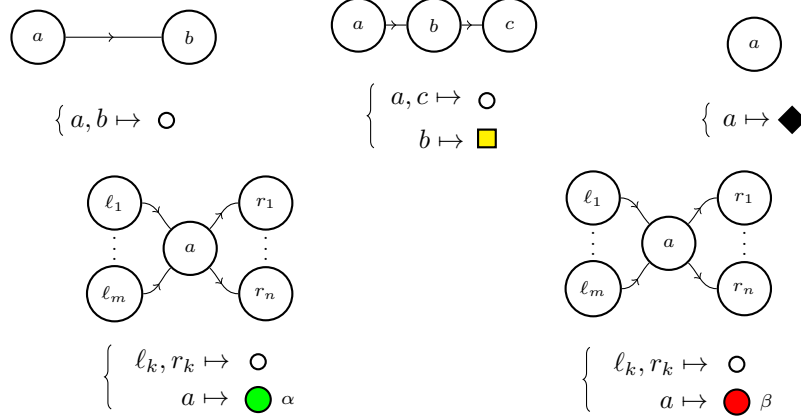 a b
a b c
a
{ a, b ↦
{ a, c ↦
b ↦
{ a ↦
ℓ₁ r₁
a
ℓₘ rₙ
ℓ₁ r₁
a
ℓₘ rₙ
{ ℓₖ, rₖ ↦
a ↦ α
{ ℓₖ, rₖ ↦
a ↦ β